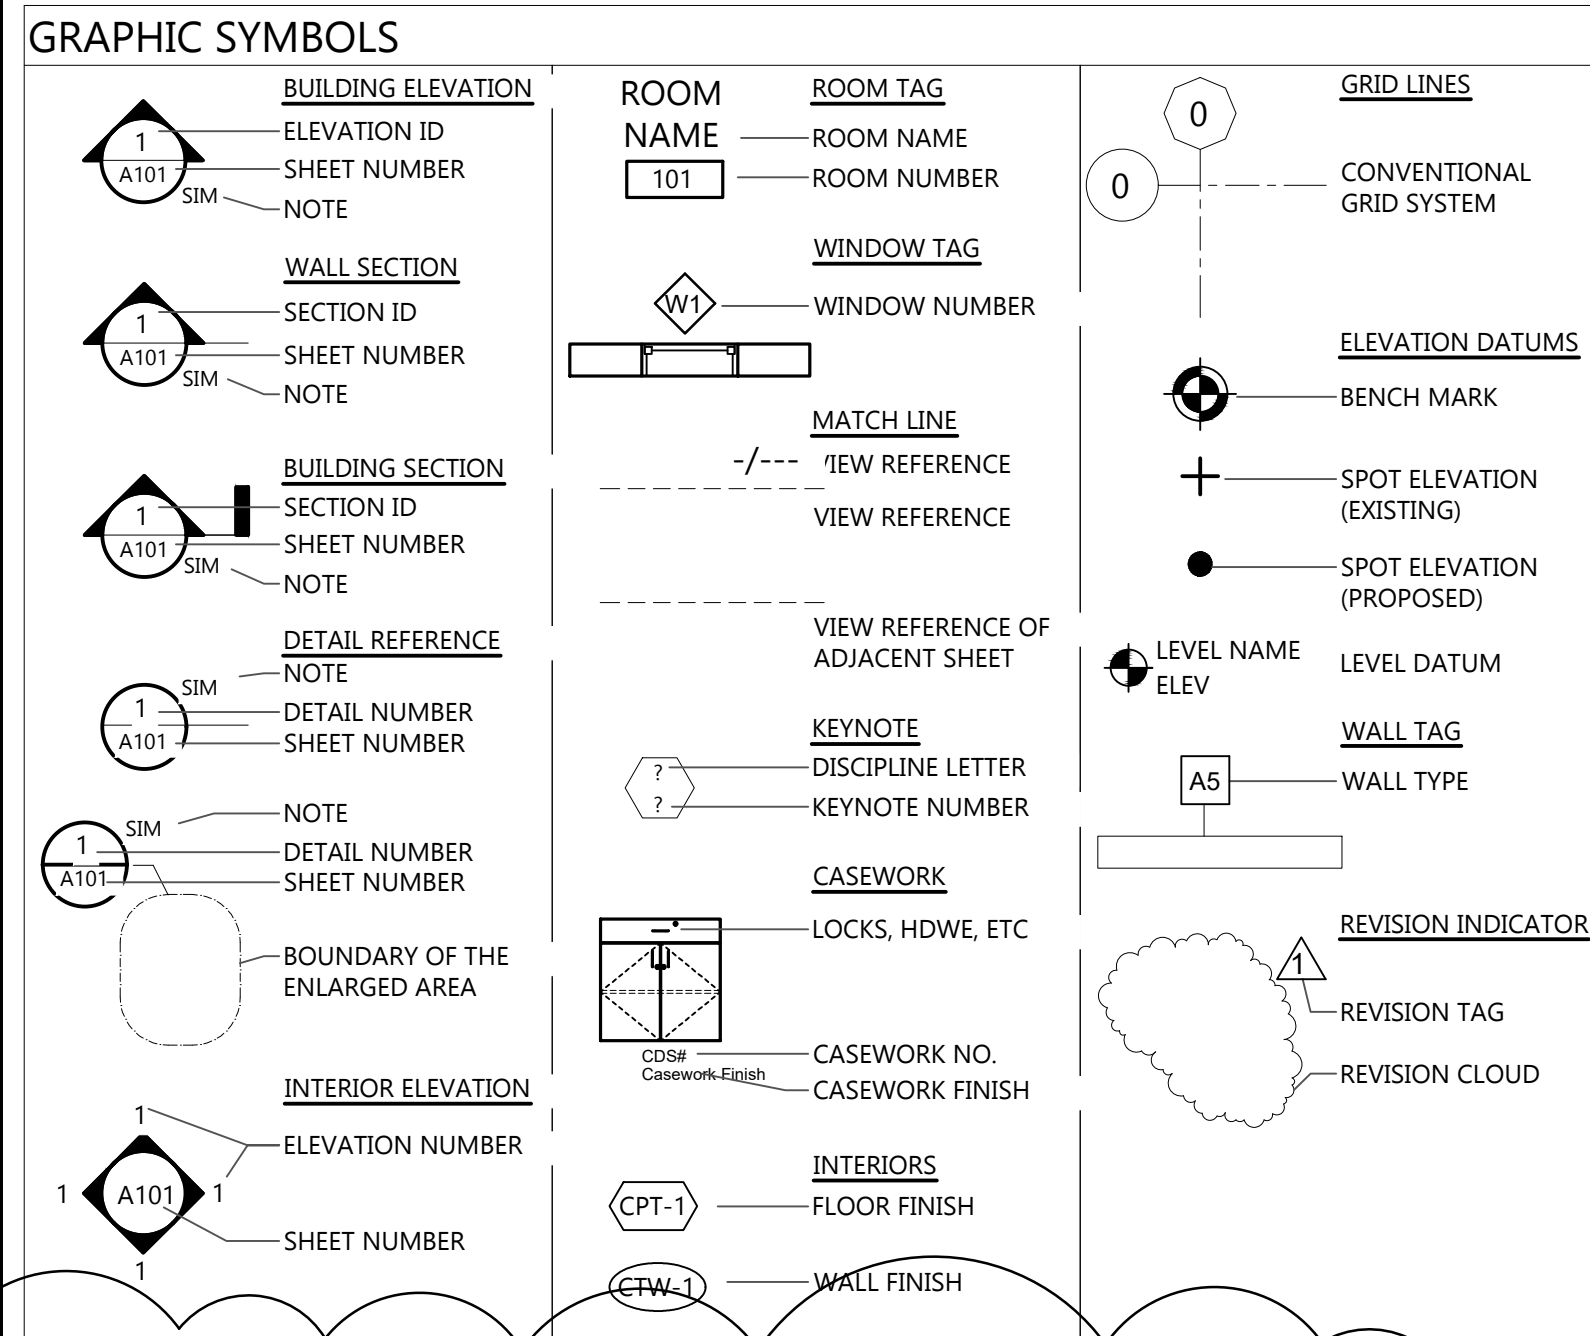 GRAPHIC SYMBOLS
BUILDING ELEVATION
1
ELEVATION ID
A101
SHEET NUMBER
SIM
NOTE
WALL SECTION
1
SECTION ID
A101
SHEET NUMBER
SIM
NOTE
BUILDING SECTION
1
SECTION ID
A101
SHEET NUMBER
SIM
NOTE
DETAIL REFERENCE
SIM
NOTE
1
DETAIL NUMBER
A101
SHEET NUMBER
SIM
NOTE
1
DETAIL NUMBER
A101
SHEET NUMBER
BOUNDARY OF THE
ENLARGED AREA
INTERIOR ELEVATION
1
ELEVATION NUMBER
1
A101
1
SHEET NUMBER
1
ROOM
NAME
ROOM TAG
ROOM NAME
101
ROOM NUMBER
WINDOW TAG
W1
WINDOW NUMBER
MATCH LINE
-/---
VIEW REFERENCE
VIEW REFERENCE
VIEW REFERENCE OF
ADJACENT SHEET
KEYNOTE
?
DISCIPLINE LETTER
?
KEYNOTE NUMBER
CASEWORK
LOCKS, HDWE, ETC
CDS#
CASEWORK NO.
Casework Finish
CASEWORK FINISH
INTERIORS
CPT-1
FLOOR FINISH
CTW-1
WALL FINISH
GRID LINES
0
0
CONVENTIONAL
GRID SYSTEM
ELEVATION DATUMS
BENCH MARK
SPOT ELEVATION
(EXISTING)
SPOT ELEVATION
(PROPOSED)
LEVEL NAME
ELEV
LEVEL DATUM
WALL TAG
A5
WALL TYPE
REVISION INDICATOR
1
REVISION TAG
REVISION CLOUD